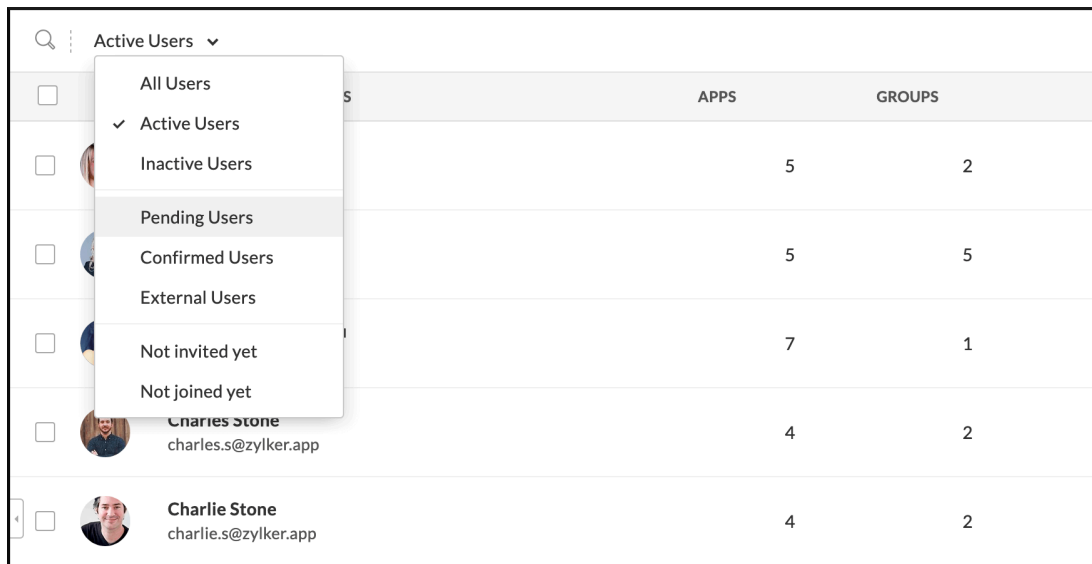 Active Users
All Users
S APPS GROUPS
Active Users
Inactive Users
5 2
Pending Users
Confirmed Users
5 5
External Users
Not invited yet
7 1
Not joined yet
Charles Stone
charles.s@zylker.app
4 2
Charlie Stone
charlie.s@zylker.app
4 2